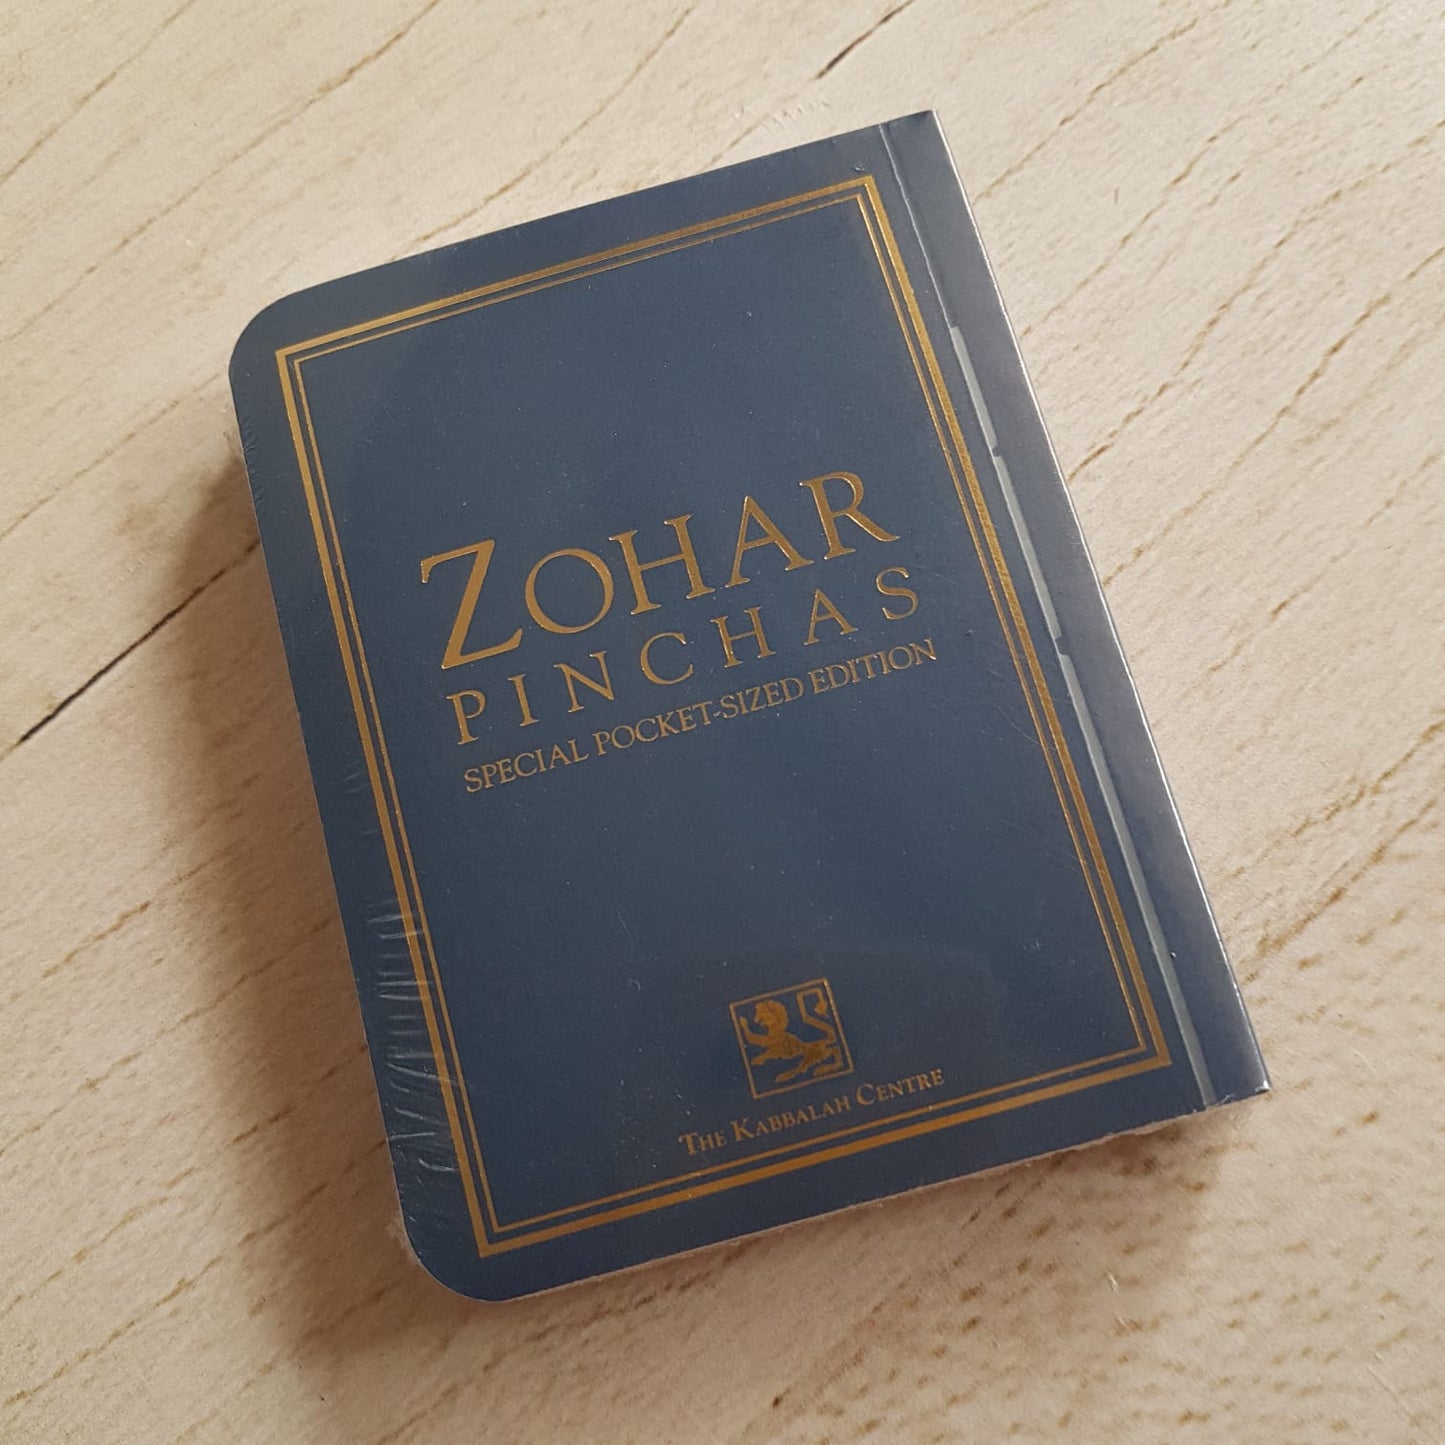 ZOHAR
PINCHAS
SPECIAL POCKET-SIZED EDITION
THE KABBALAH CENTRE